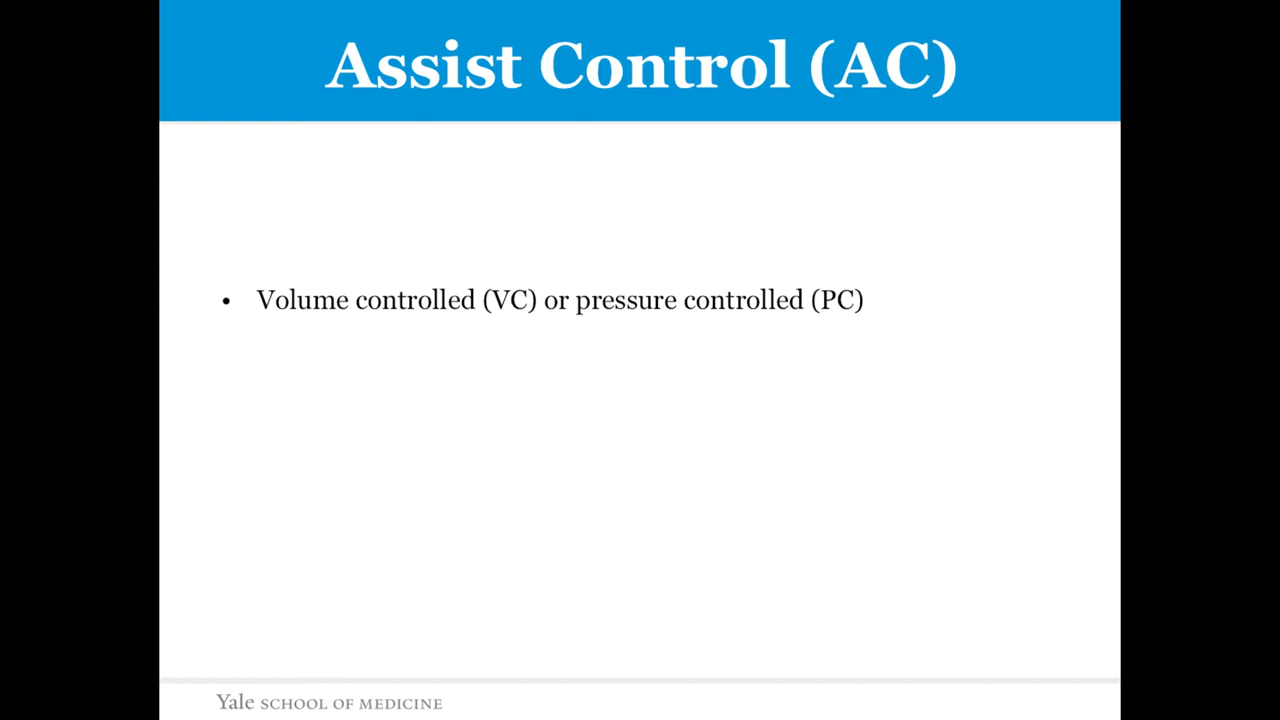 Assist Control (AC)
• Volume controlled (VC) or pressure controlled (PC)
Yale SCHOOL OF MEDICINE